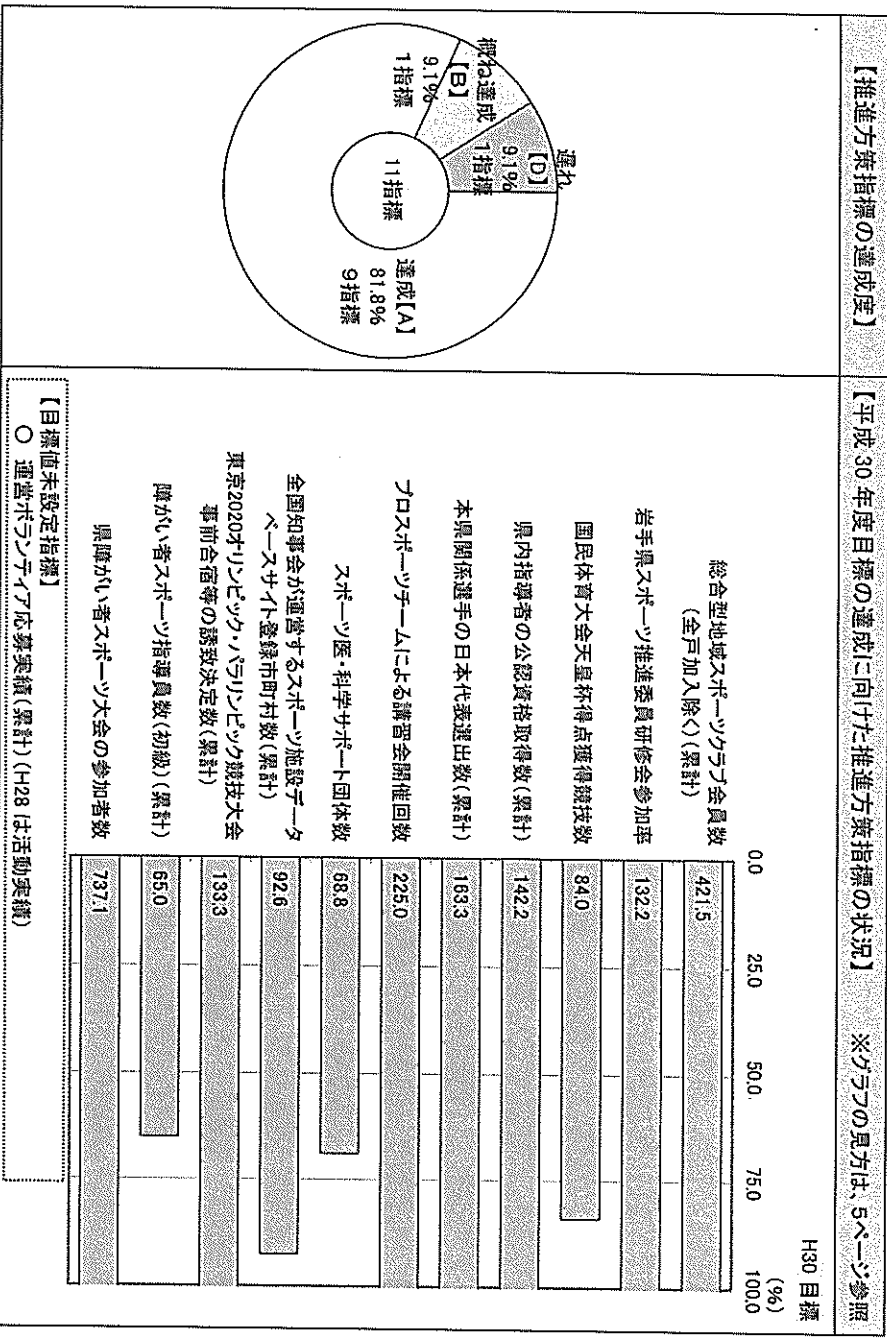 【推進方策指標の達成度】
遅れ
【D】
9.1%
1指標
概ね達成
【B】
9.1%
1指標
11指標
達成【A】
81.8%
9指標
【平成30年度目標の達成に向けた推進方策指標の状況】
※グラフの見方は、5ページ参照
H30目標
(%)
0.0 25.0 50.0 75.0 100.0
総合型地域スポーツクラブ会員数
(全戸加入除く)(累計)
421.5
岩手県スポーツ推進委員研修会参加率
132.2
国民体育大会天皇杯得点獲得競技数
84.0
県内指導者の公認資格取得数(累計)
142.2
本県関係選手の日本代表選出数(累計)
163.3
プロスポーツチームによる講習会開催回数
225.0
スポーツ医・科学サポート団体数
68.8
全国知事会が運営するスポーツ施設データ
ベースサイト登録市町村数(累計)
92.6
東京2020オリンピック・パラリンピック競技大会
事前合宿等の誘致決定数(累計)
133.3
障がい者スポーツ指導員数(初級)(累計)
65.0
県障がい者スポーツ大会の参加者数
737.1
【目標値未設定指標】
○ 運営ボランティア応募実績(累計)(H28は活動実績)